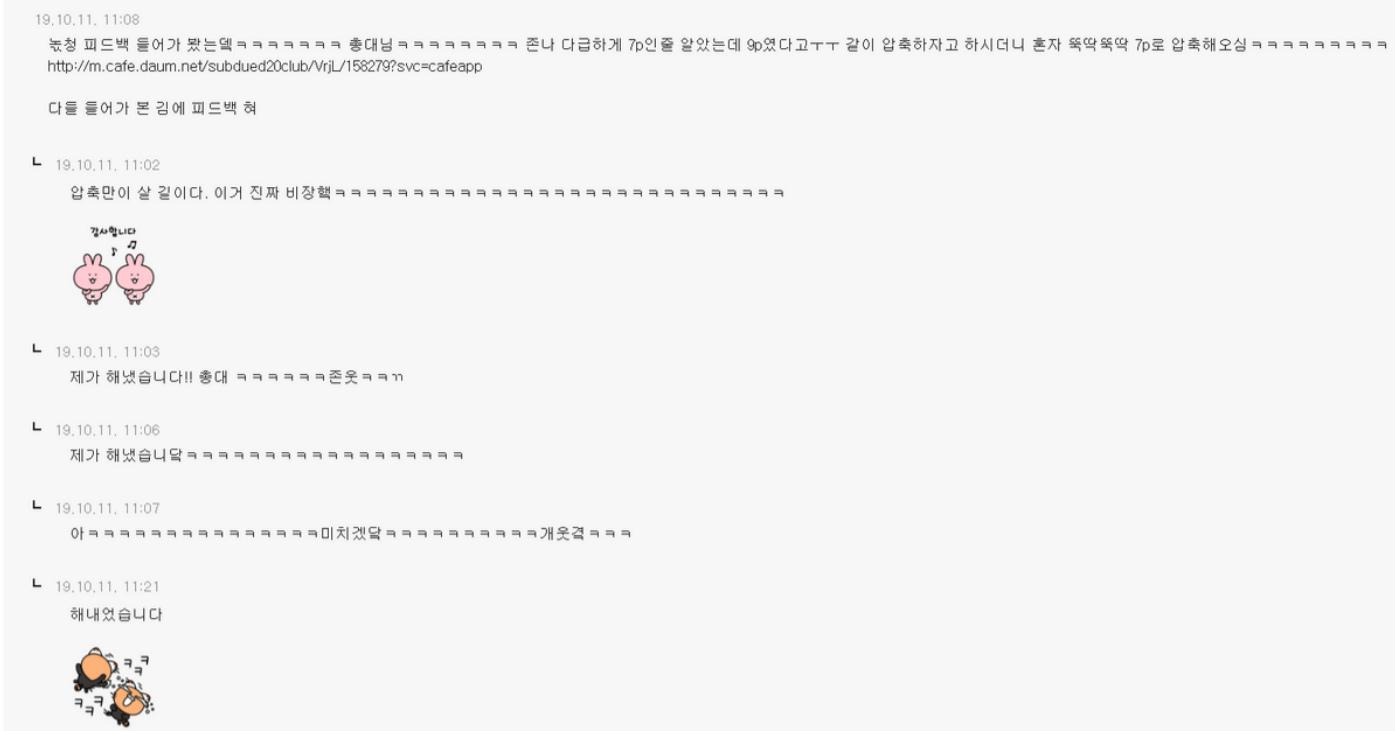 19.10.11. 11:08
놗청 피드백 들어가 봤는뎈ㅋㅋㅋㅋㅋㅋㅋ 총대님ㅋㅋㅋㅋㅋㅋㅋㅋ 존나 다급하게 7p인줄 알았는데 9p였다고ㅜㅜ 같이 압축하자고 하시더니 혼자 뚝딱뚝딱 7p로 압축해오심ㅋㅋㅋㅋㅋㅋㅋㅋㅋ
http://m.cafe.daum.net/subdued20club/VrjL/158279?svc=cafeapp
다들 들어가 본 김에 피드백 혀
ㄴ 19.10.11. 11:02
압축만이 살 길이다. 이거 진짜 비장핵ㅋㅋㅋㅋㅋㅋㅋㅋㅋㅋㅋㅋㅋㅋㅋㅋㅋㅋㅋㅋㅋㅋㅋㅋㅋㅋㅋㅋㅋ
감사합니다
ㄴ 19.10.11. 11:03
제가 해냈습니다!! 총대 ㅋㅋㅋㅋㅋㅋ존웃ㅋㅋㄲ
ㄴ 19.10.11. 11:06
제가 해냈습니닼ㅋㅋㅋㅋㅋㅋㅋㅋㅋㅋㅋㅋㅋㅋㅋㅋㅋㅋ
ㄴ 19.10.11. 11:07
아ㅋㅋㅋㅋㅋㅋㅋㅋㅋㅋㅋㅋㅋㅋㅋ미치겠닼ㅋㅋㅋㅋㅋㅋㅋㅋㅋㅋ개웃곀ㅋㅋㅋ
ㄴ 19.10.11. 11:21
해내었습니다
ㅋㅋㅋ
ㅋㅋㅋ